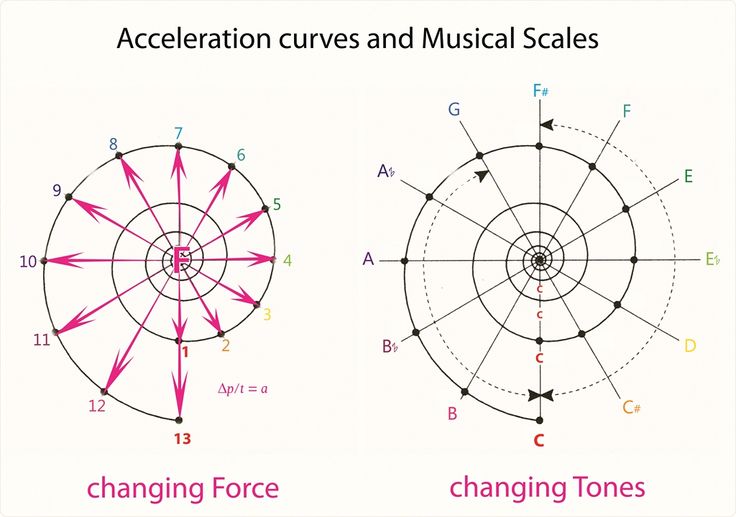 Acceleration curves and Musical Scales
7
8
6
9
5
10
F
4
11
3
12
2
1
Δp/t = a
13
changing Force
F#
G
F
A♭
E
A
E♭
C
C
B♭
D
C
B
C#
C
changing Tones